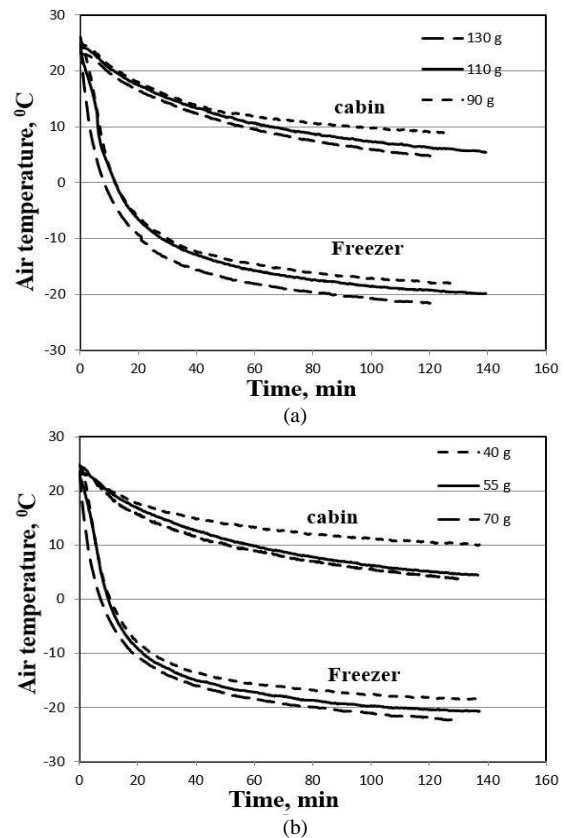 30
20
10
0
-10
-20
-30
Air temperature, ⁰C
130 g
110 g
90 g
cabin
Freezer
0 20 40 60 80 100 120 140 160
Time, min
(a)
30
20
10
0
-10
-20
-30
Air temperature, ⁰C
40 g
55 g
70 g
cabin
Freezer
0 20 40 60 80 100 120 140 160
Time, min
(b)